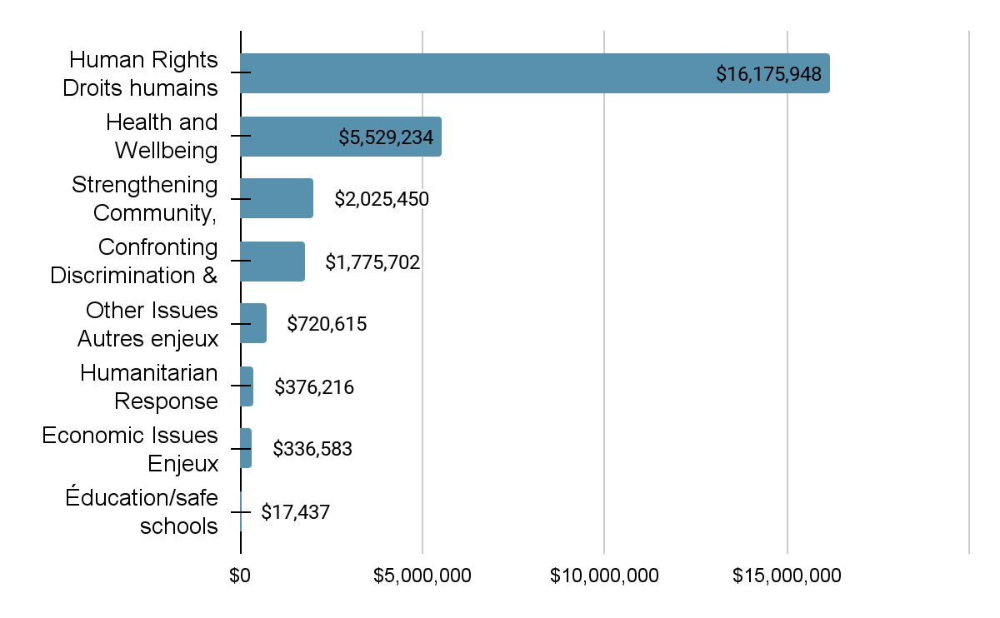 Human Rights
Droits humains
$16,175,948
Health and
Wellbeing
$5,529,234
Strengthening
Community,
$2,025,450
Confronting
Discrimination &
$1,775,702
Other Issues
Autres enjeux
$720,615
Humanitarian
Response
$376,216
Economic Issues
Enjeux
$336,583
Éducation/safe
schools
$17,437
$0
$5,000,000
$10,000,000
$15,000,000